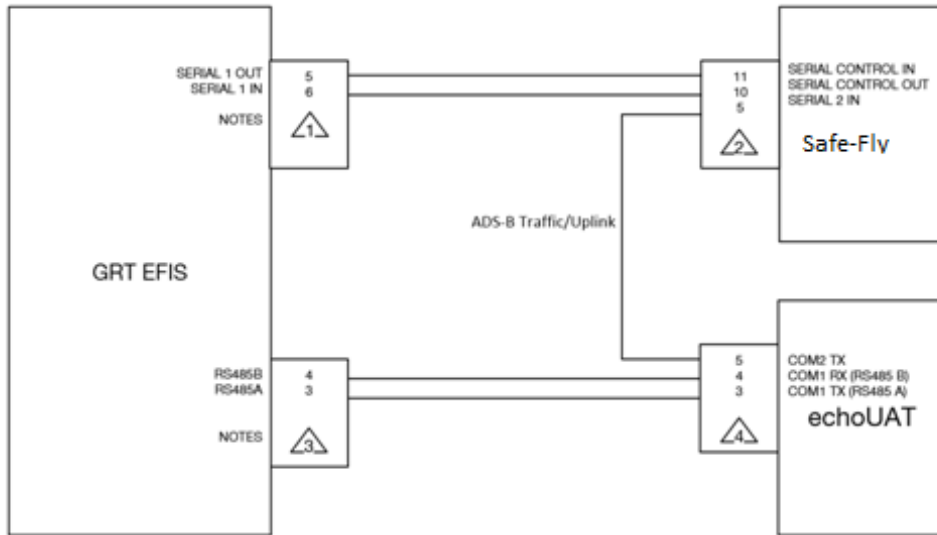 SERIAL 1 OUT 5
SERIAL 1 IN 6
NOTES 1
11 SERIAL CONTROL IN
10 SERIAL CONTROL OUT
5 SERIAL 2 IN
2 Safe-Fly
ADS-B Traffic/Uplink
GRT EFIS
RS485B 4
RS485A 3
NOTES 3
5 COM2 TX
4 COM1 RX (RS485 B)
3 COM1 TX (RS485 A)
4 echoUAT